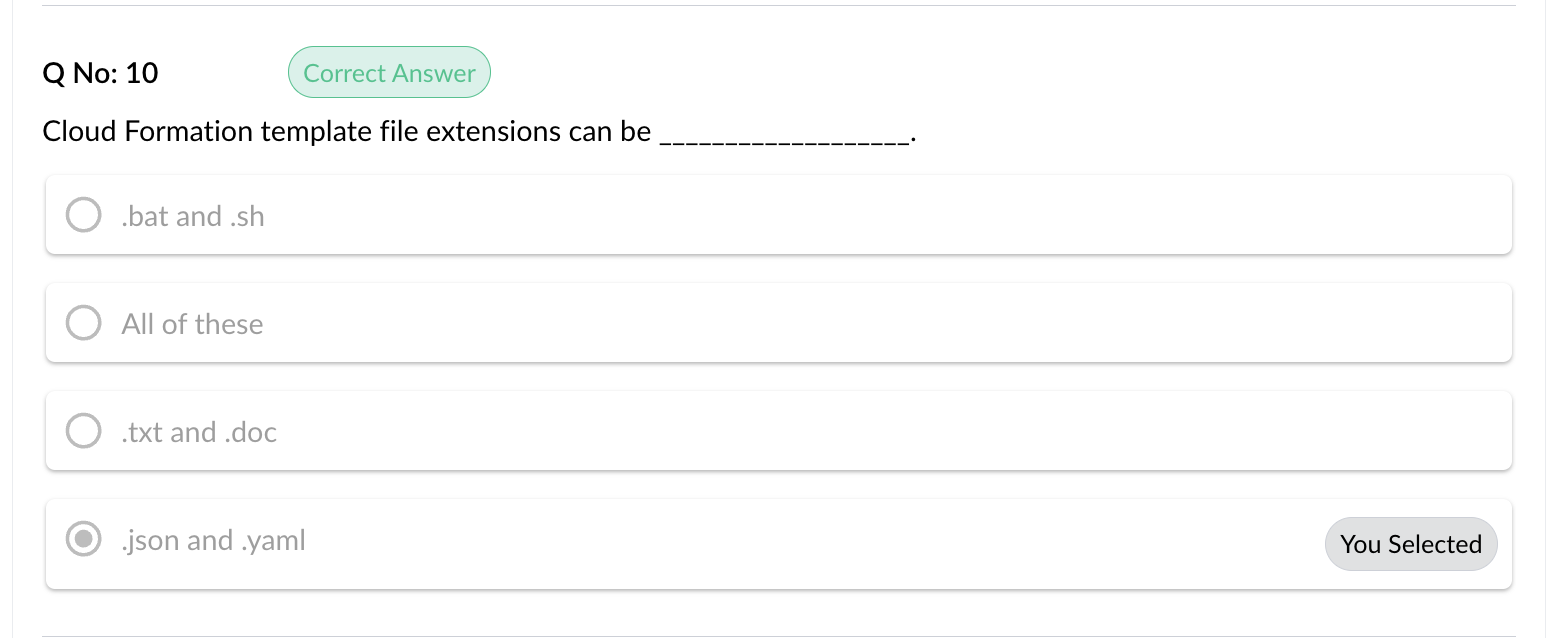 Q No: 10 Correct Answer
Cloud Formation template file extensions can be ___________________.
.bat and .sh
All of these
.txt and .doc
.json and .yaml You Selected